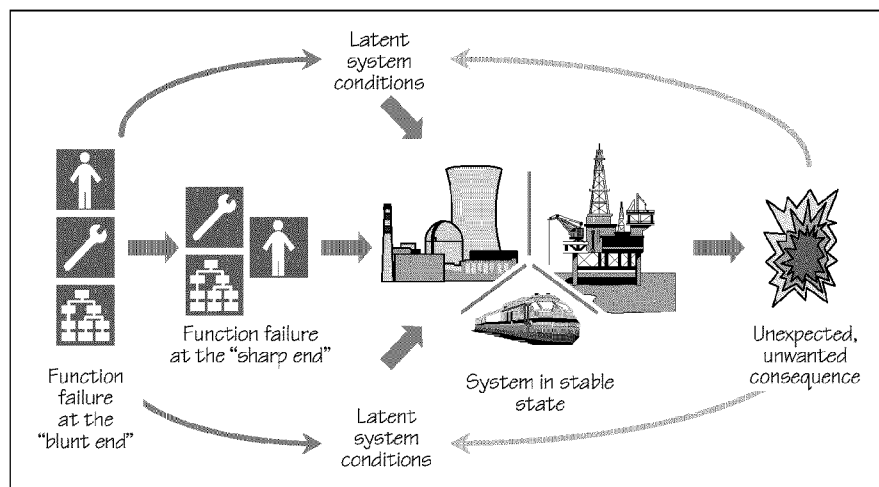 Latent
system
conditions
Function failure
at the “sharp end”
Function
failure
at the
“blunt end”
System in stable
state
Unexpected,
unwanted
consequence
Latent
system
conditions